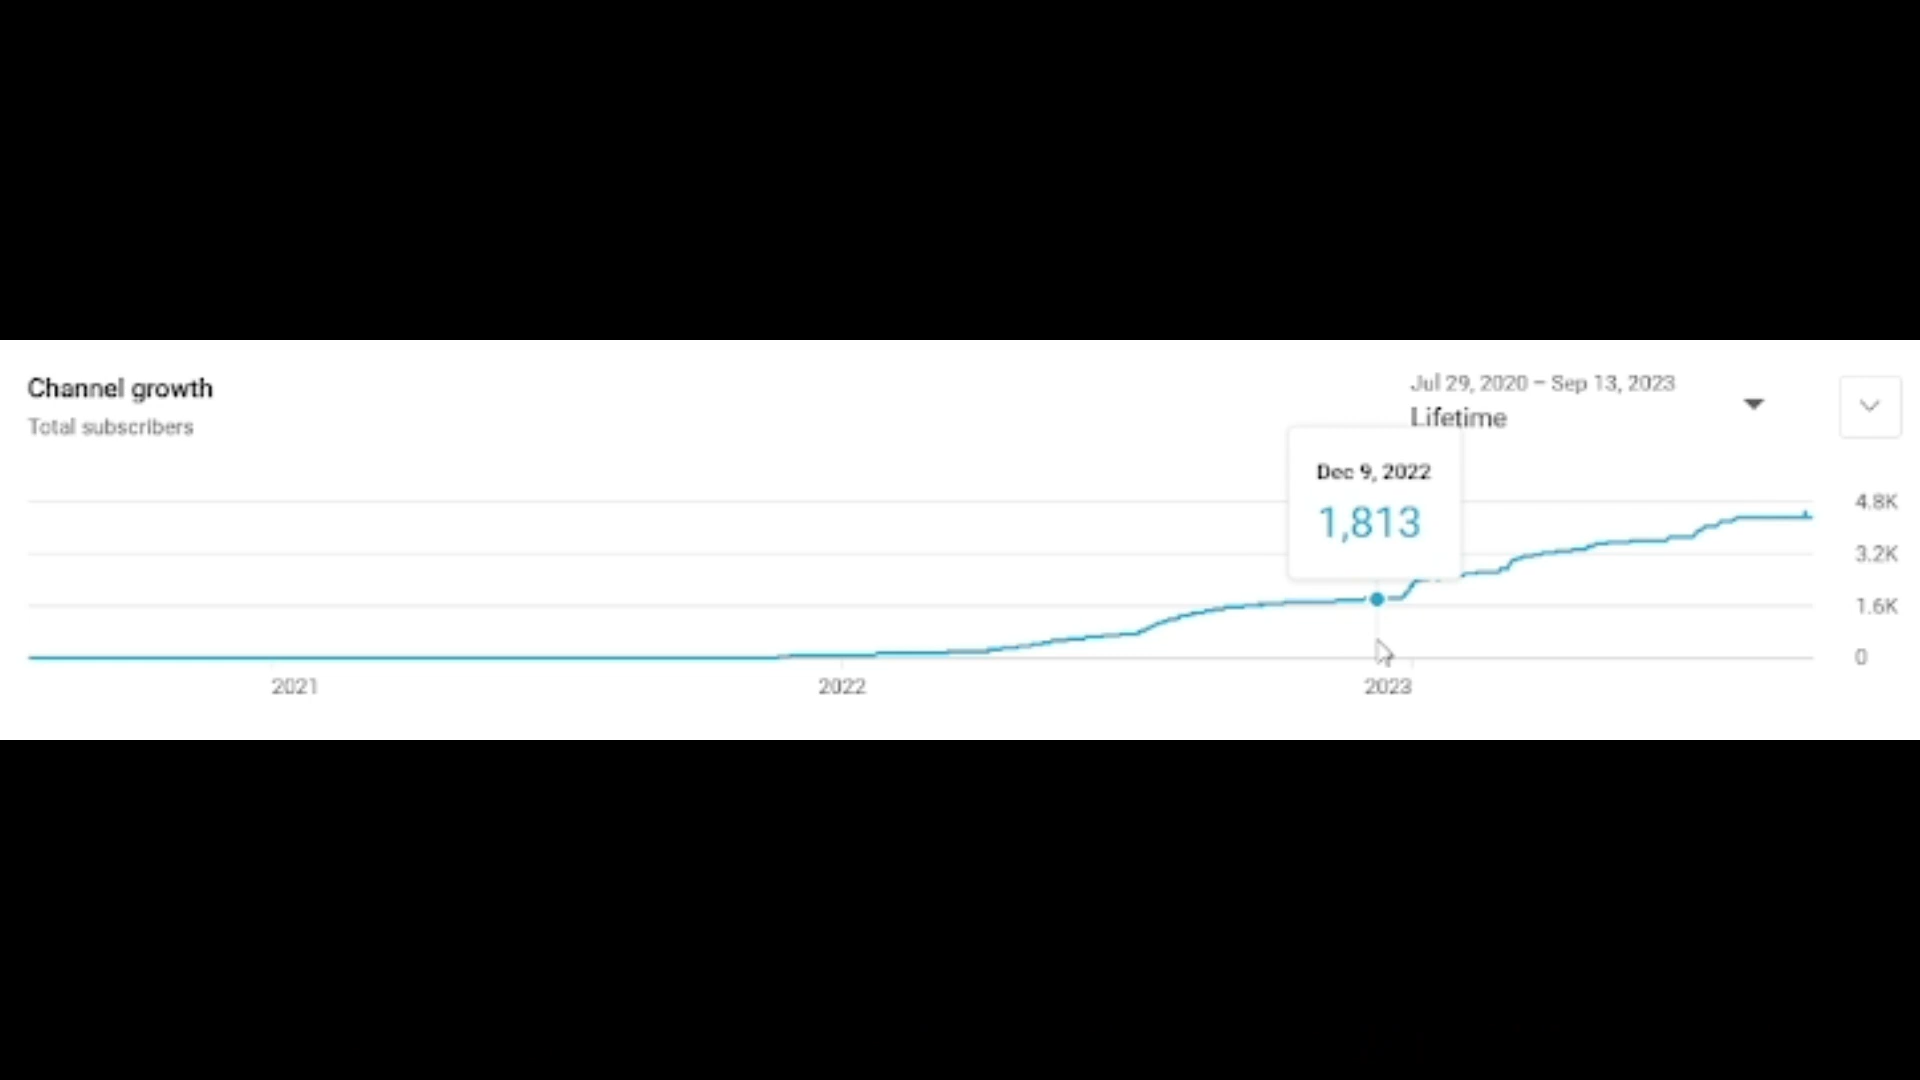 Channel growth
Total subscribers
Jul 29, 2020 – Sep 13, 2023
Lifetime
Dec 9, 2022
1,813
4.8K
3.2K
1.6K
0
2021
2022
2023